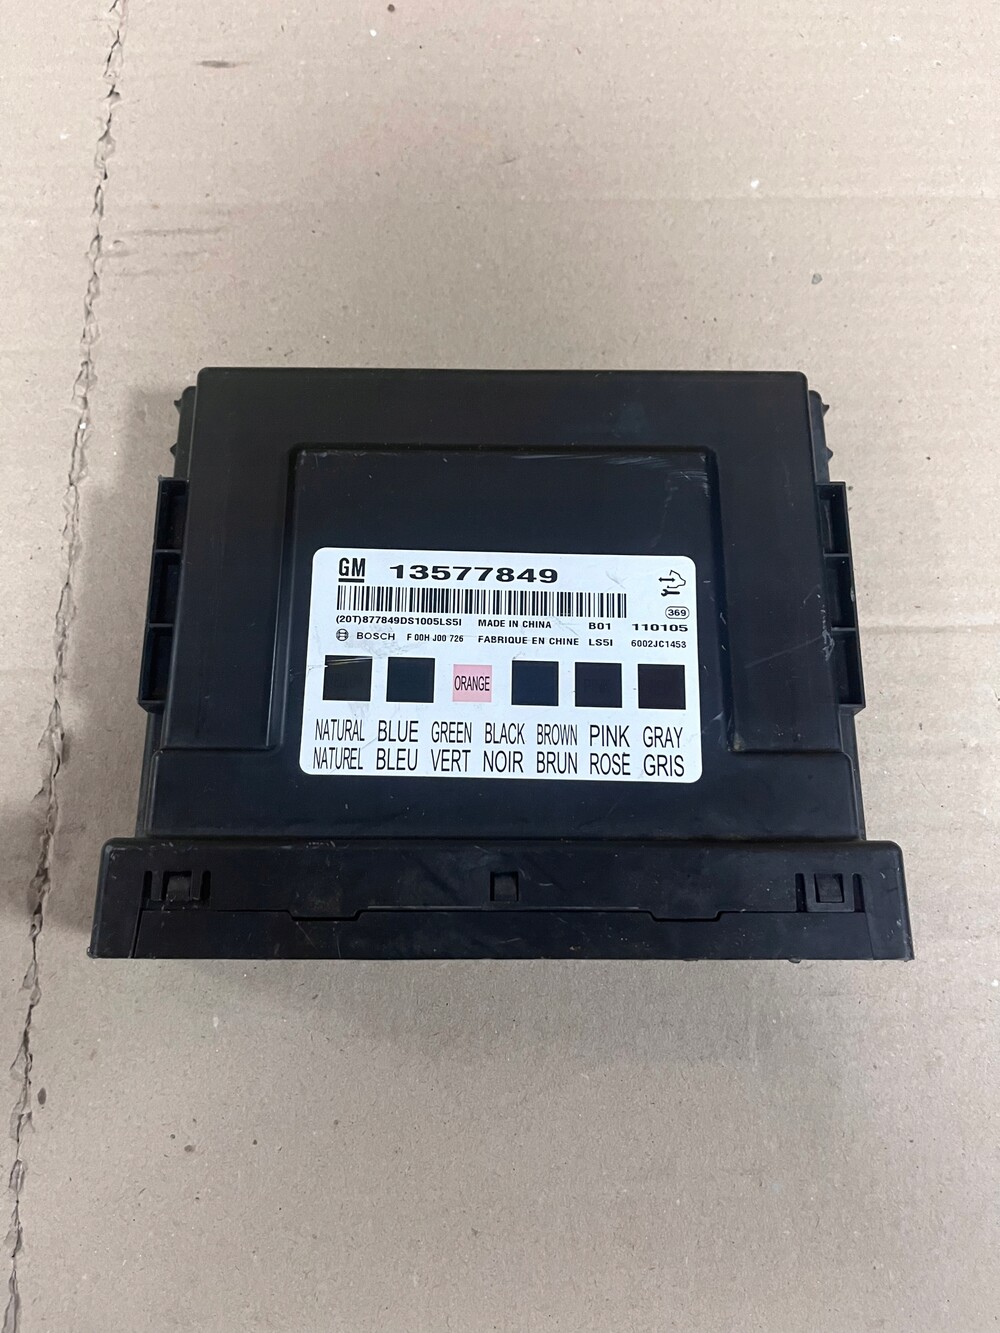 GM 13577849
369
(20T)877849DS1005LS5I MADE IN CHINA B01 110105
BOSCH F 00H J00 726 FABRIQUE EN CHINE LS5I 6002JC1453
ORANGE
NATURAL BLUE GREEN BLACK BROWN PINK GRAY
NATUREL BLEU VERT NOIR BRUN ROSE GRIS